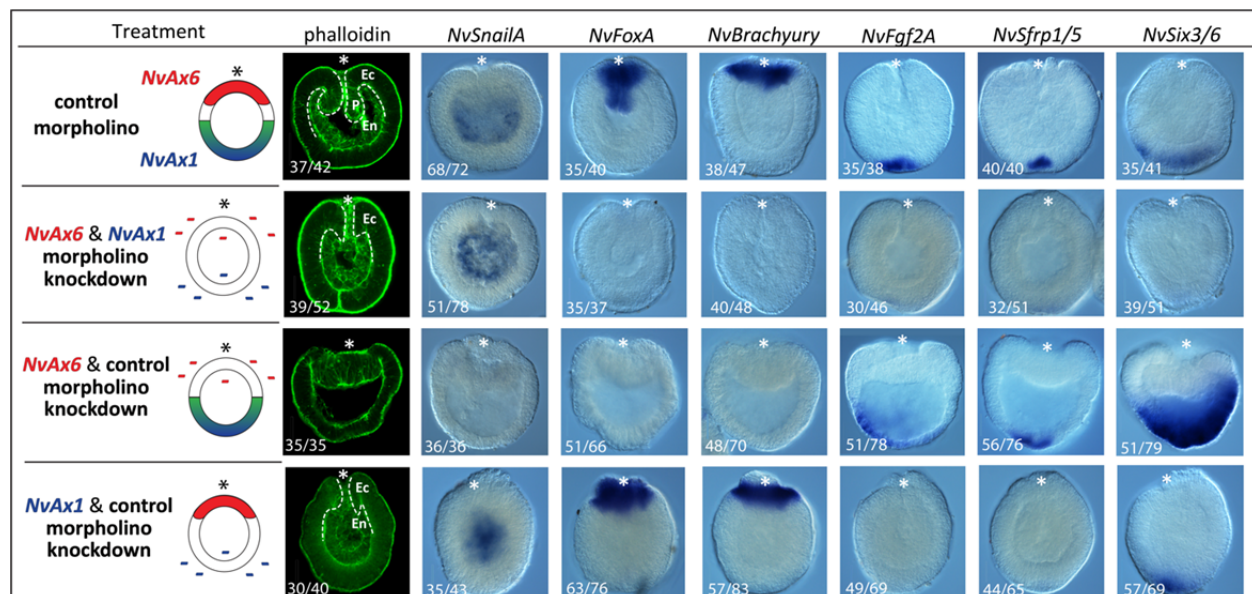 Treatment phalloidin NvSnailA NvFoxA NvBrachyury NvFgf2A NvSfrp1/5 NvSix3/6
NvAx6 * * Ec * * * * * *
control
morpholino P
En
NvAx1 37/42 68/72 35/40 38/47 35/38 40/40 35/41
* * Ec * * * * * *
NvAx6 & NvAx1
morpholino
knockdown
39/52 51/78 35/37 40/48 30/46 32/51 39/51
* * * * * * * *
NvAx6 & control
morpholino
knockdown
35/35 36/36 51/66 48/70 51/78 56/76 51/79
* * Ec * * * * * *
NvAx1 & control En
morpholino
knockdown
30/40 35/43 63/76 57/83 49/69 44/65 57/69